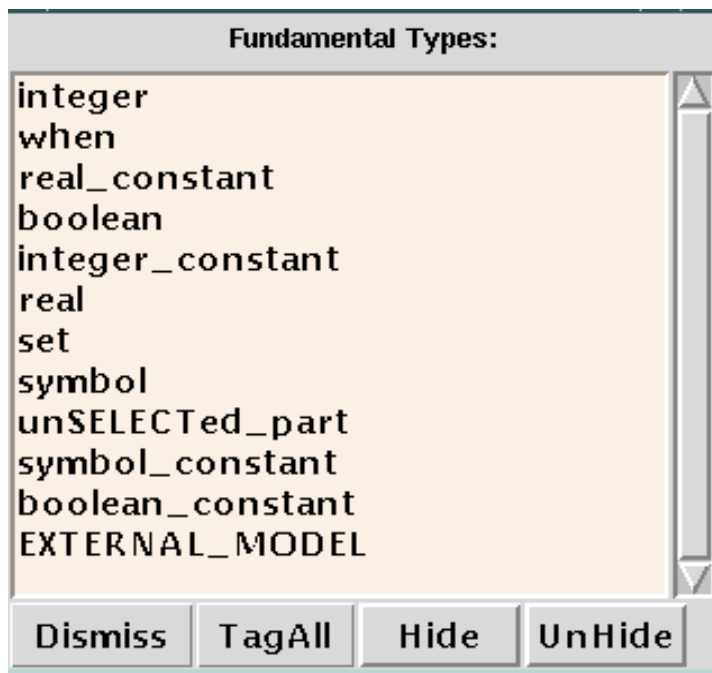 Fundamental Types:
integer
when
real_constant
boolean
integer_constant
real
set
symbol
unSELECTed_part
symbol_constant
boolean_constant
EXTERNAL_MODEL
Dismiss TagAll Hide UnHide